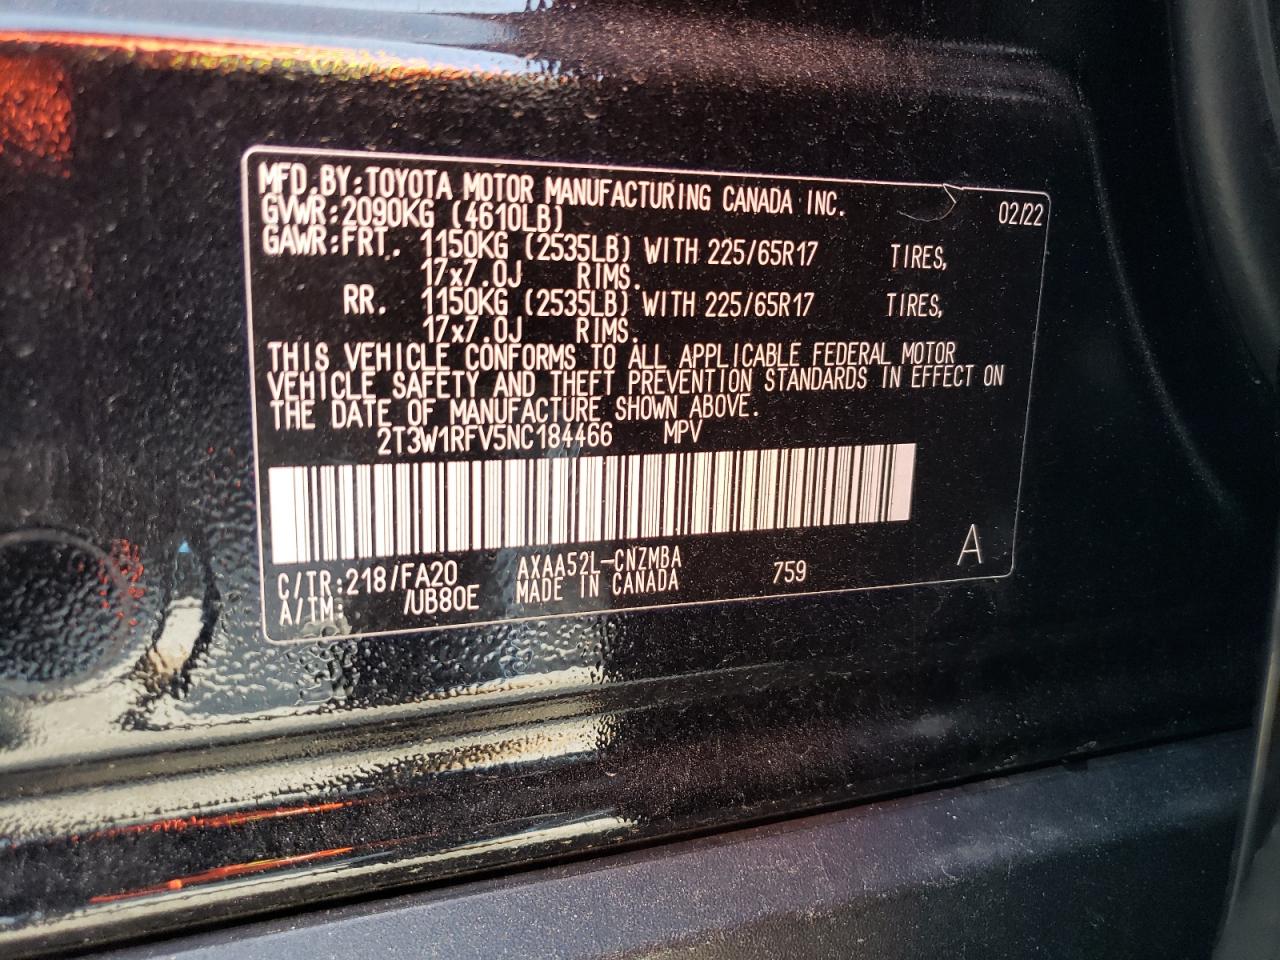 MFD.BY:TOYOTA MOTOR MANUFACTURING CANADA INC. 02/22
GVWR:2090KG (4610LB)
GAWR:FRT. 1150KG (2535LB) WITH 225/65R17 TIRES,
17x7.0J RIMS.
RR. 1150KG (2535LB) WITH 225/65R17 TIRES,
17x7.0J RIMS.
THIS VEHICLE CONFORMS TO ALL APPLICABLE FEDERAL MOTOR
VEHICLE SAFETY AND THEFT PREVENTION STANDARDS IN EFFECT ON
THE DATE OF MANUFACTURE SHOWN ABOVE.
2T3W1RFV5NC184466 MPV
C/TR:218/FA20 AXAA52L-CNZMBA 759 A
A/TM: /UB80E MADE IN CANADA